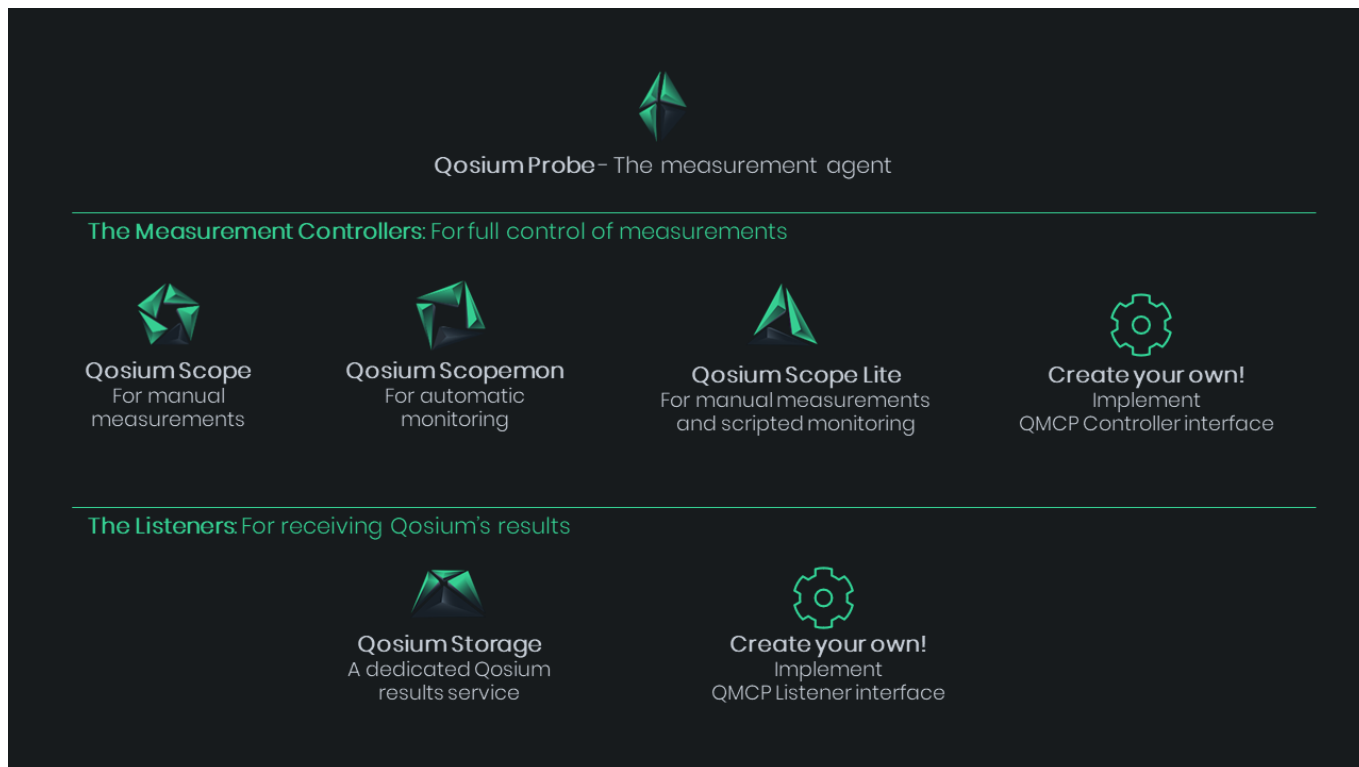 Qosium Probe - The measurement agent
The Measurement Controllers: For full control of measurements
Qosium Scope
For manual
measurements
Qosium Scopemon
For automatic
monitoring
Qosium Scope Lite
For manual measurements
and scripted monitoring
Create your own!
Implement
QMCP Controller interface
The Listeners: For receiving Qosium's results
Qosium Storage
A dedicated Qosium
results service
Create your own!
Implement
QMCP Listener interface